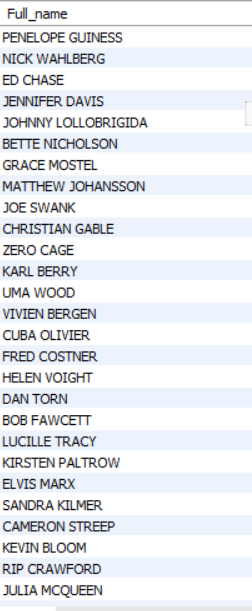 Full_name
PENELOPE GUINESS
NICK WAHLBERG
ED CHASE
JENNIFER DAVIS
JOHNNY LOLLOBRIGIDA
BETTE NICHOLSON
GRACE MOSTEL
MATTHEW JOHANSSON
JOE SWANK
CHRISTIAN GABLE
ZERO CAGE
KARL BERRY
UMA WOOD
VIVIEN BERGEN
CUBA OLIVIER
FRED COSTNER
HELEN VOIGHT
DAN TORN
BOB FAWCETT
LUCILLE TRACY
KIRSTEN PALTROW
ELVIS MARX
SANDRA KILMER
CAMERON STREEP
KEVIN BLOOM
RIP CRAWFORD
JULIA MCQUEEN